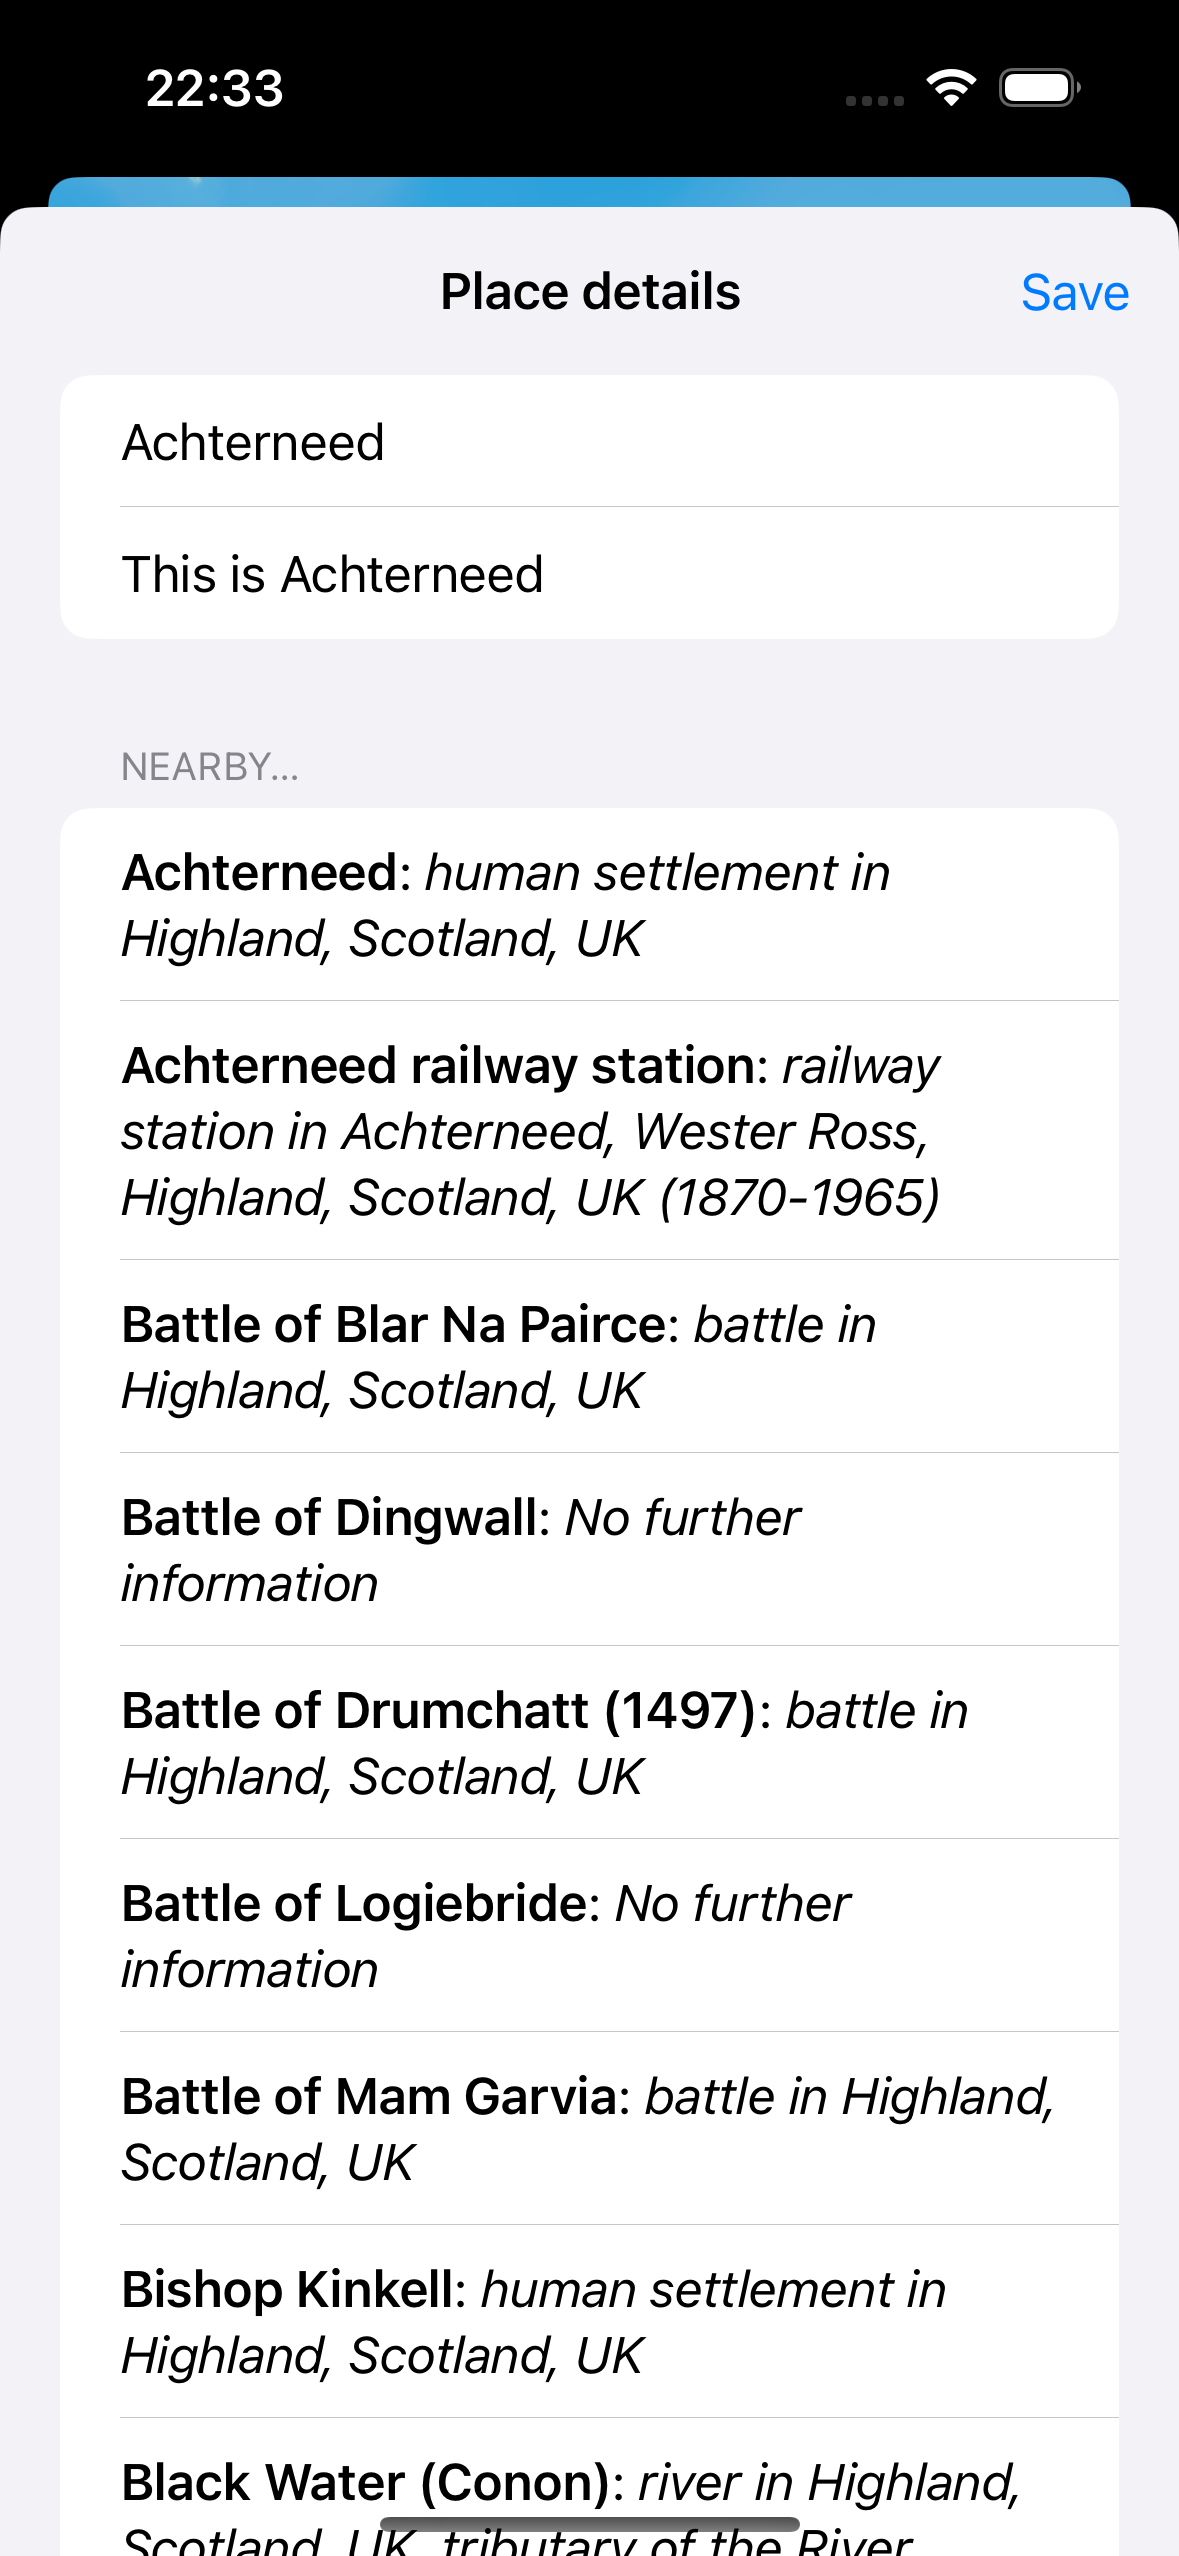 22:33
Place details
Save
Achterneed
This is Achterneed
NEARBY...
Achterneed: human settlement in
Highland, Scotland, UK
Achterneed railway station: railway
station in Achterneed, Wester Ross,
Highland, Scotland, UK (1870-1965)
Battle of Blar Na Pairce: battle in
Highland, Scotland, UK
Battle of Dingwall: No further
information
Battle of Drumchatt (1497): battle in
Highland, Scotland, UK
Battle of Logiebride: No further
information
Battle of Mam Garvia: battle in Highland,
Scotland, UK
Bishop Kinkell: human settlement in
Highland, Scotland, UK
Black Water (Conon): river in Highland,
Scotland, UK, tributary of the River